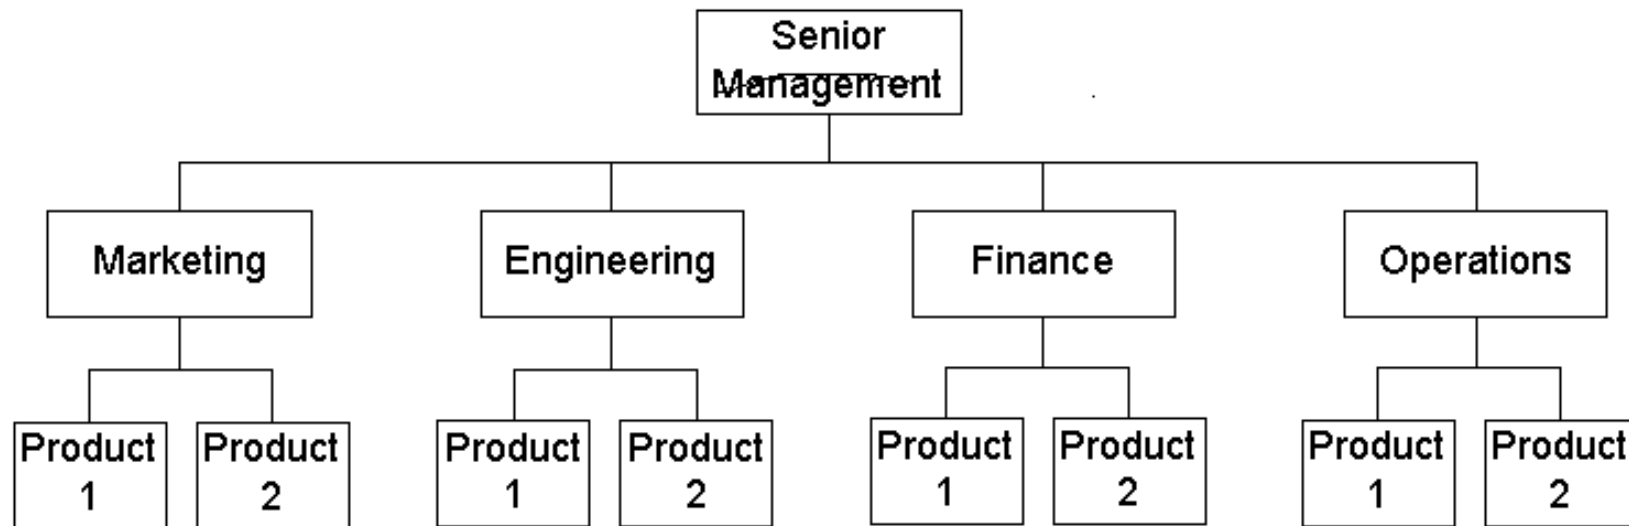 Senior
Management
Marketing
Engineering
Finance
Operations
Product
1
Product
2
Product
1
Product
2
Product
1
Product
2
Product
1
Product
2